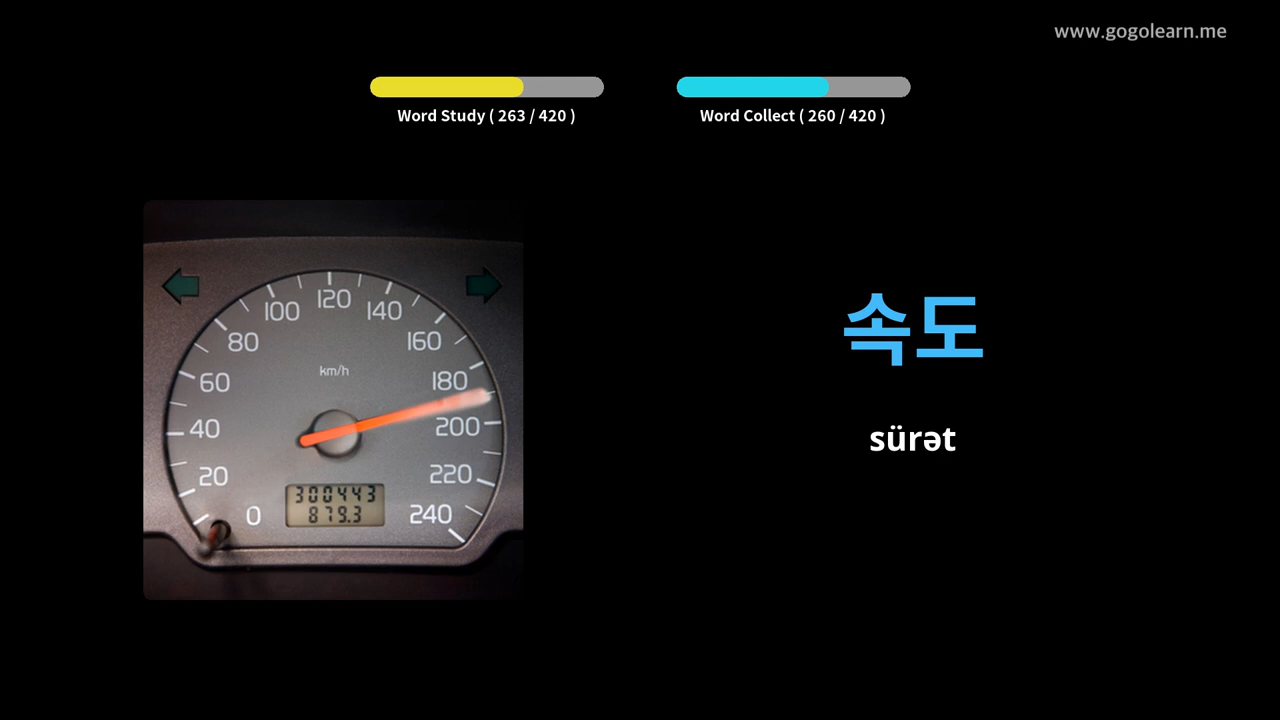 www.gogolearn.me
Word Study ( 263 / 420 )
Word Collect ( 260 / 420 )
속도
sürət
0
20
40
60
80
100
120
140
160
180
200
220
240
km/h
300443
879.3